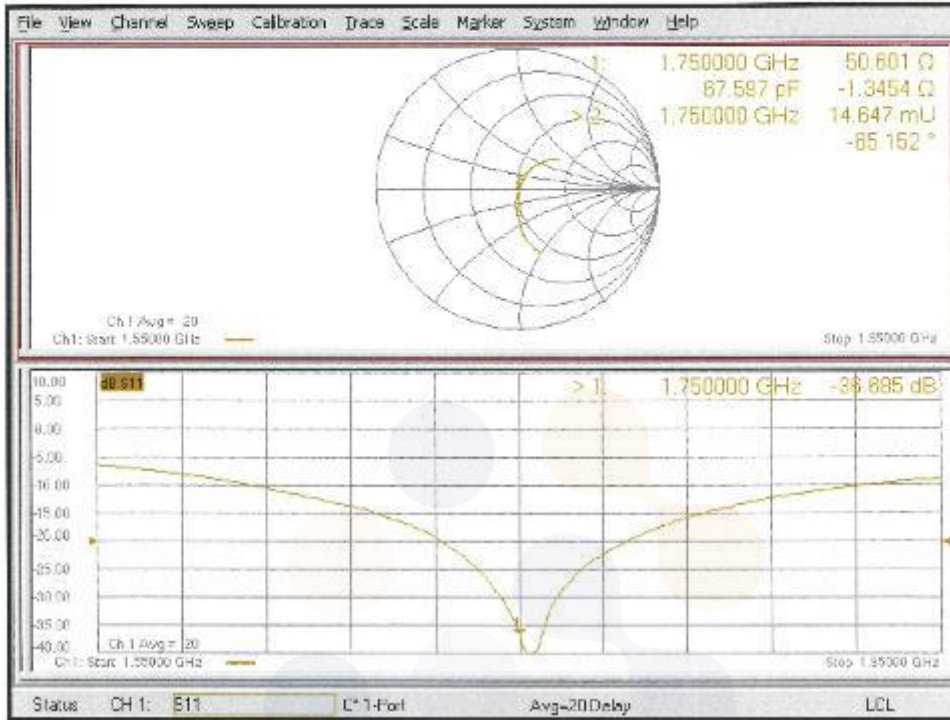 File View Channel Sweep Calibration Trace Scale Marker System Window Help
1: 1.750000 GHz 50.601 Ω
67.597 pF -1.3454 Ω
> 2: 1.750000 GHz 14.647 mU
-65.152 °
Ch 1 Avg = 20
Ch1: Start 1.55000 GHz
Stop 1.95000 GHz
10.00
dB S11
> 1: 1.750000 GHz -36.685 dB
5.00
0.00
-5.00
-10.00
-15.00
-20.00
-25.00
-30.00
-35.00
-40.00
1
Ch 1 Avg = 20
Ch1: Start 1.55000 GHz
Stop 1.95000 GHz
Status CH 1: S11 C* 1-Port Avg=20 Delay LCL